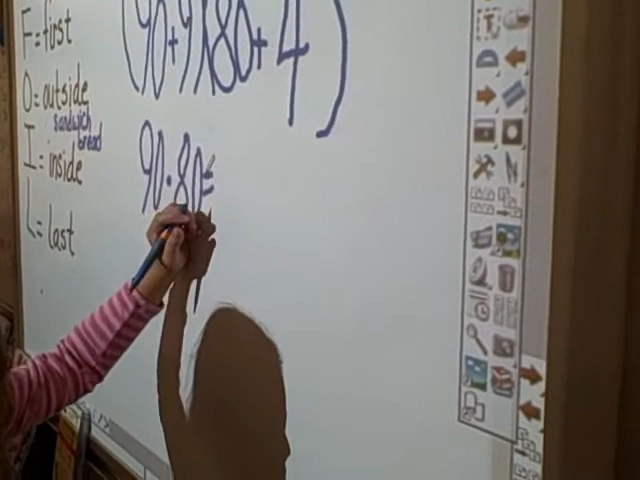 F=first
O=outside
sandwich
bread
I=inside
L=last
(90+9)(80+4)
90·80=